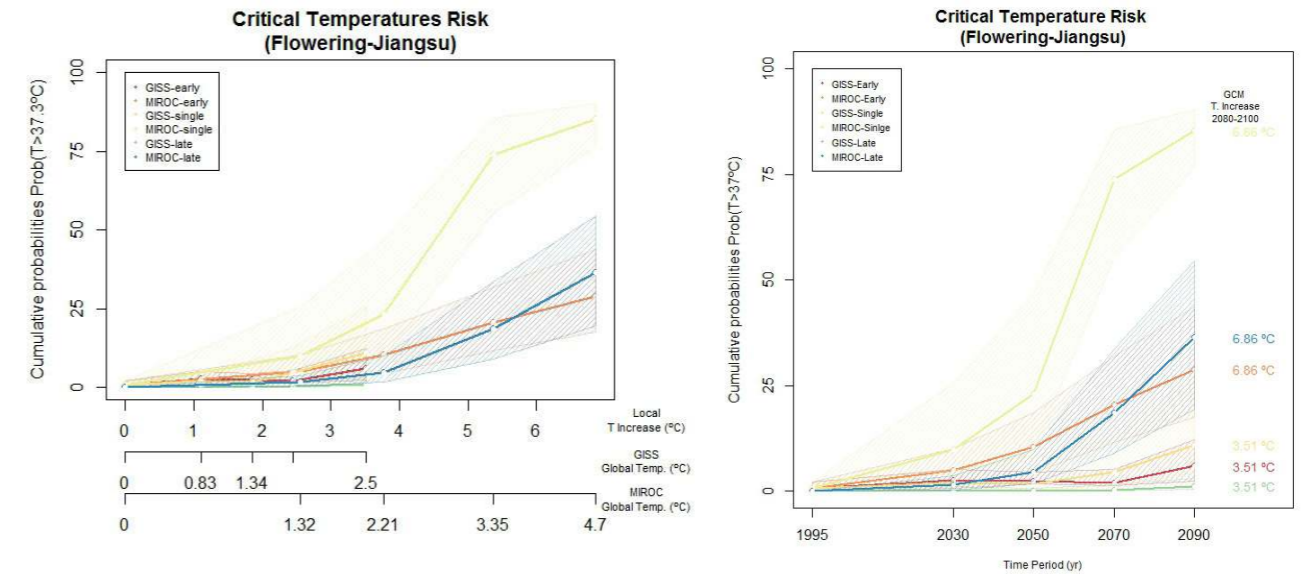 Critical Temperatures Risk
(Flowering-Jiangsu)
Cumulative probabilities Prob(T>37.3ºC)
100
75
50
25
0
GISS-early
MIROC-early
GISS-single
MIROC-single
GISS-late
MIROC-late
0 1 2 3 4 5 6
Local
T Increase (ºC)
0 0.83 1.34 2.5
GISS
Global Temp. (ºC)
0 1.32 2.21 3.35 4.7
MIROC
Global Temp. (ºC)
Critical Temperature Risk
(Flowering-Jiangsu)
Cumulative probabilities Prob(T>37ºC)
100
75
50
25
0
GISS-Early
MIROC-Early
GISS-Single
MIROC-Sinlge
GISS-Late
MIROC-Late
GCM
T. Increase
2080-2100
6.66 ºC
6.86 ºC
6.86 ºC
3.51 ºC
3.51 ºC
3.51 ºC
1995 2030 2050 2070 2090
Time Period (yr)